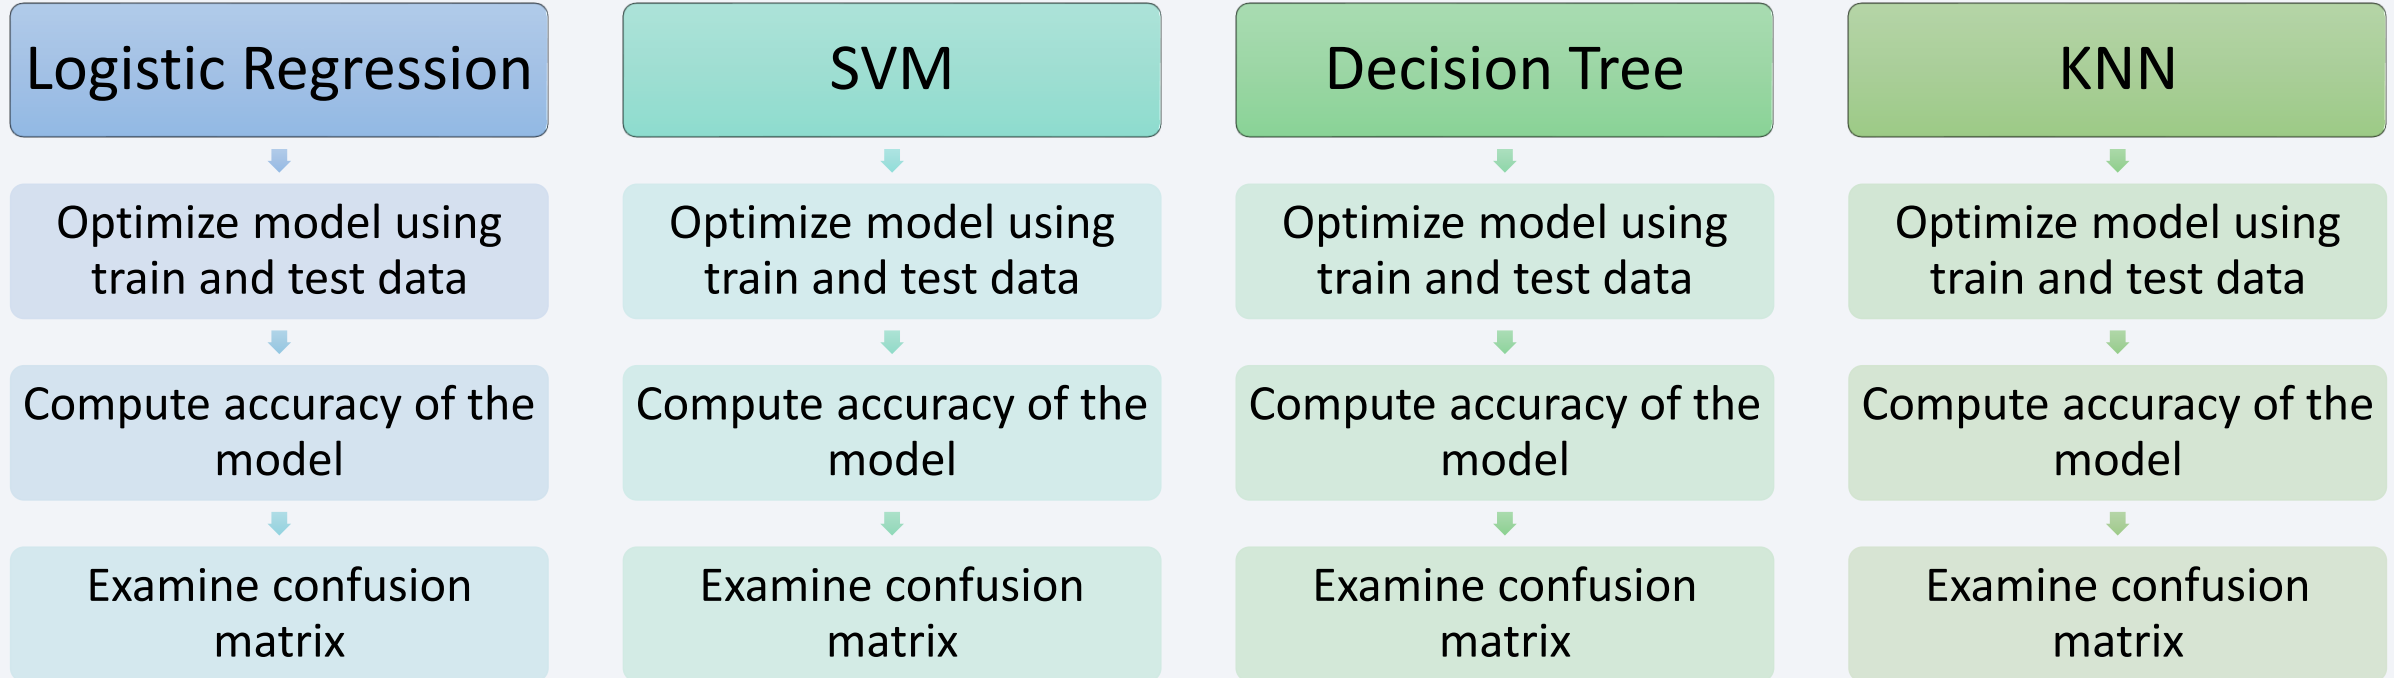 Logistic Regression
Optimize model using
train and test data
Compute accuracy of the
model
Examine confusion
matrix
SVM
Optimize model using
train and test data
Compute accuracy of the
model
Examine confusion
matrix
Decision Tree
Optimize model using
train and test data
Compute accuracy of the
model
Examine confusion
matrix
KNN
Optimize model using
train and test data
Compute accuracy of the
model
Examine confusion
matrix